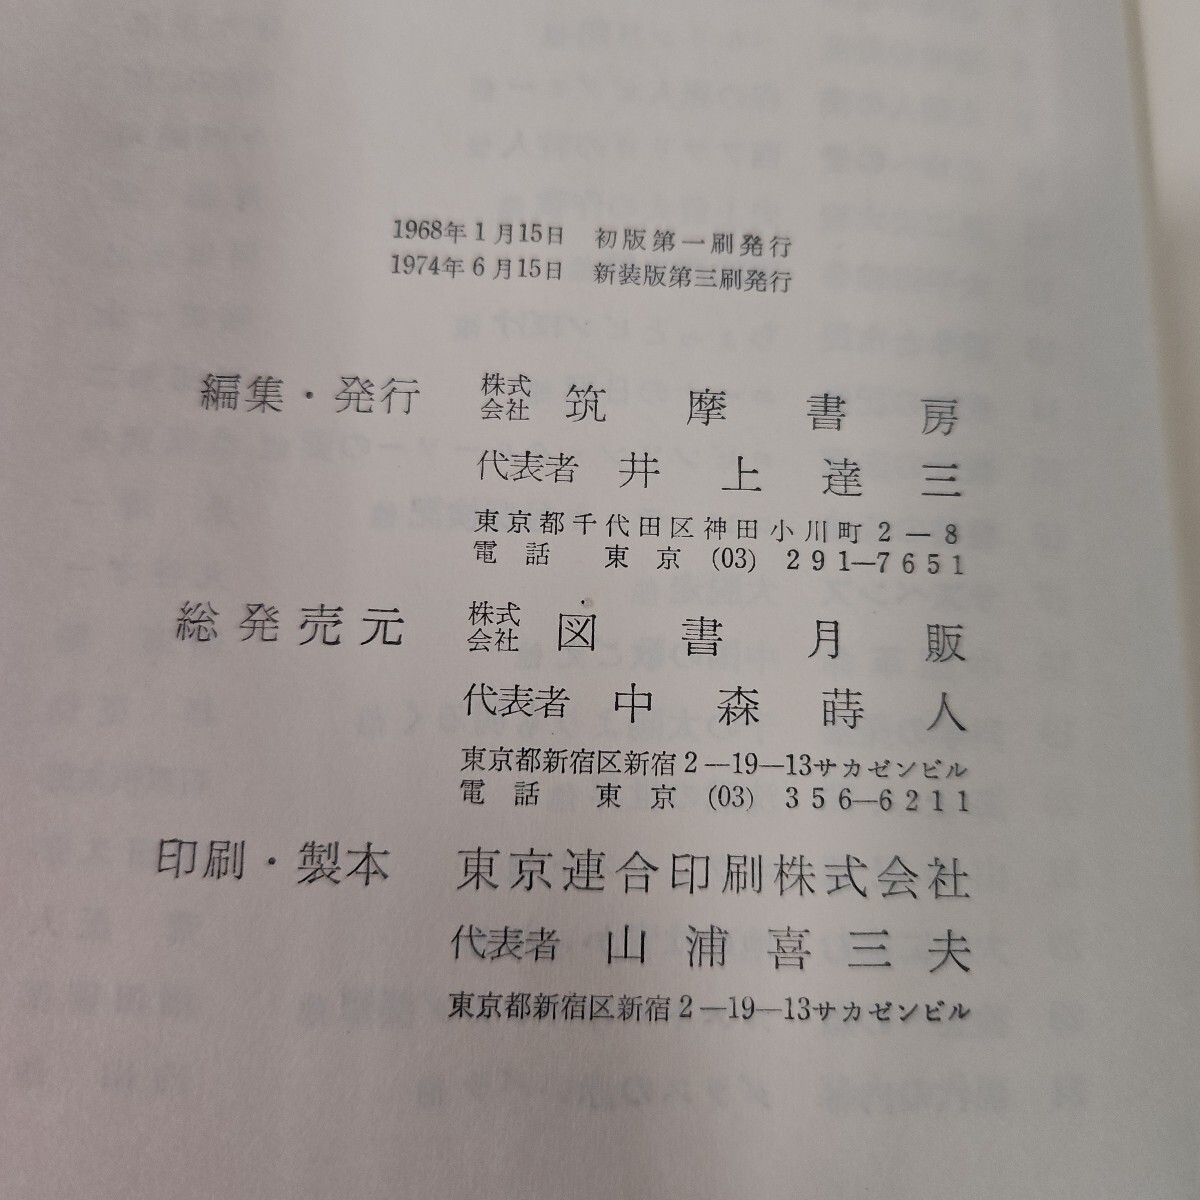 1968年1月15日 初版第一刷発行
1974年6月15日 新装版第三刷発行
編集・発行 株式会社 筑摩書房
代表者 井上達三
東京都千代田区神田小川町2―8
電話 東京 (03) 291―7651
総発売元 株式会社 図書月販
代表者 中森蒔人
東京都新宿区新宿2―19―13サカゼンビル
電話 東京 (03) 356―6211
印刷・製本 東京連合印刷株式会社
代表者 山浦喜三夫
東京都新宿区新宿2―19―13サカゼンビル